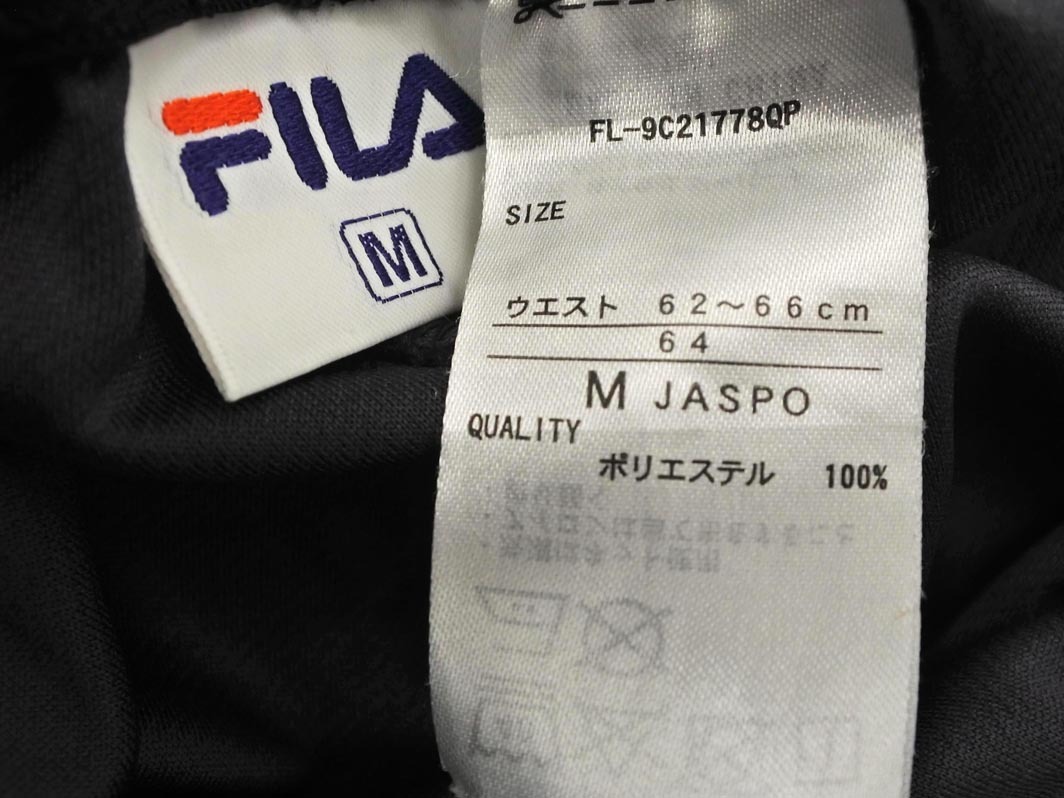 FILA
M
FL-9C21778QP
SIZE
ウエスト 62～66cm
64
M JASPO
QUALITY
ポリエステル 100%